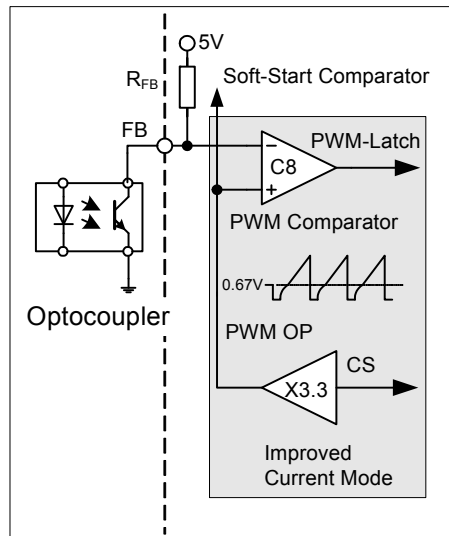 5V
RFB
Soft-Start Comparator
FB
PWM-Latch
−
C8
+
PWM Comparator
0.67V
Optocoupler
PWM OP
CS
X3.3
Improved
Current Mode